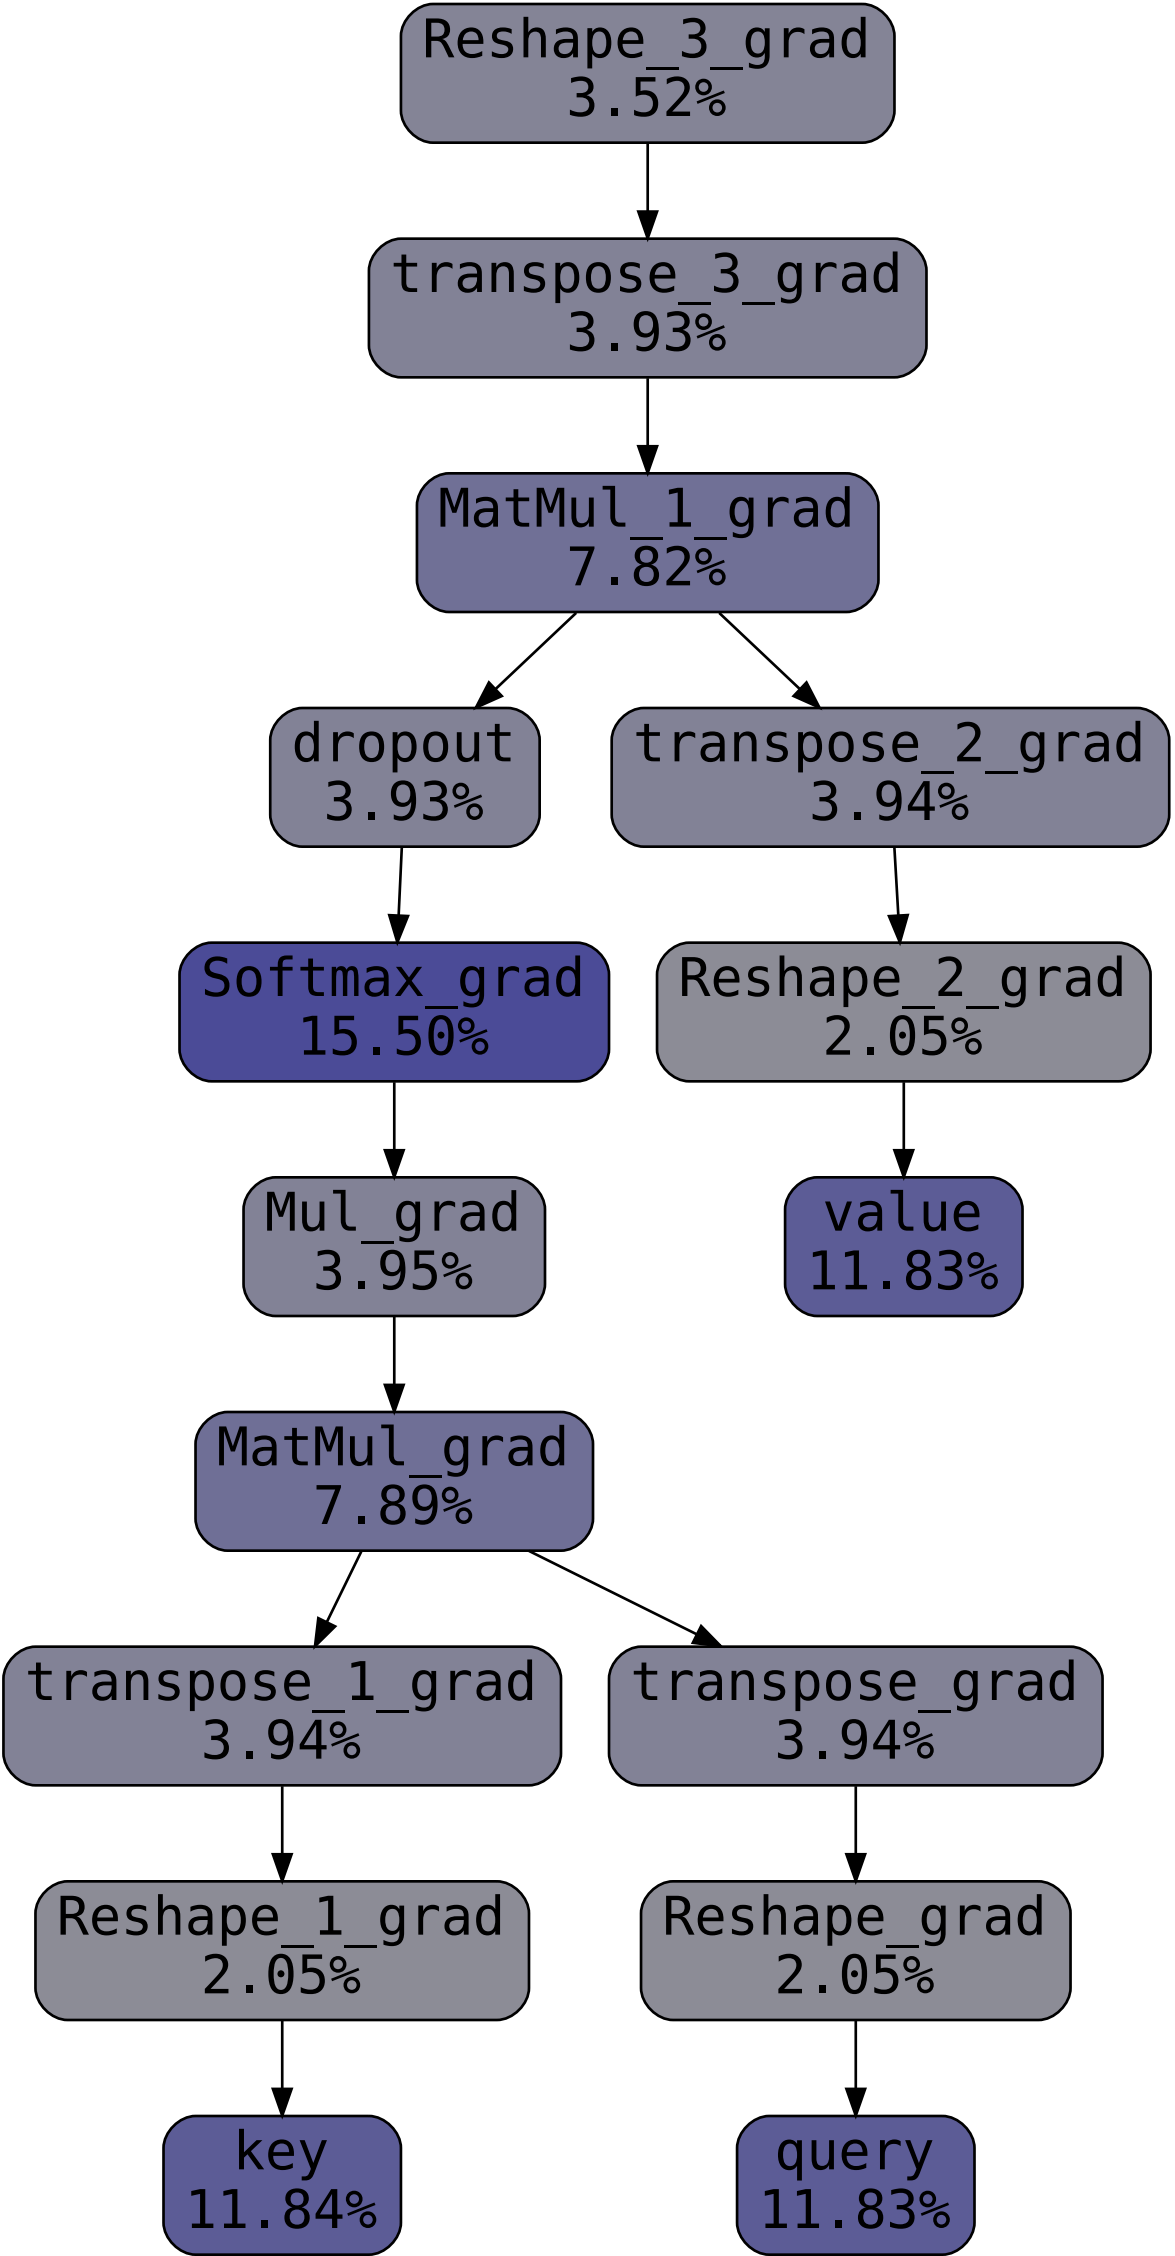 Reshape_3_grad
3.52%
transpose_3_grad
3.93%
MatMul_1_grad
7.82%
dropout
3.93%
transpose_2_grad
3.94%
Softmax_grad
15.50%
Reshape_2_grad
2.05%
Mul_grad
3.95%
value
11.83%
MatMul_grad
7.89%
transpose_1_grad
3.94%
transpose_grad
3.94%
Reshape_1_grad
2.05%
Reshape_grad
2.05%
key
11.84%
query
11.83%